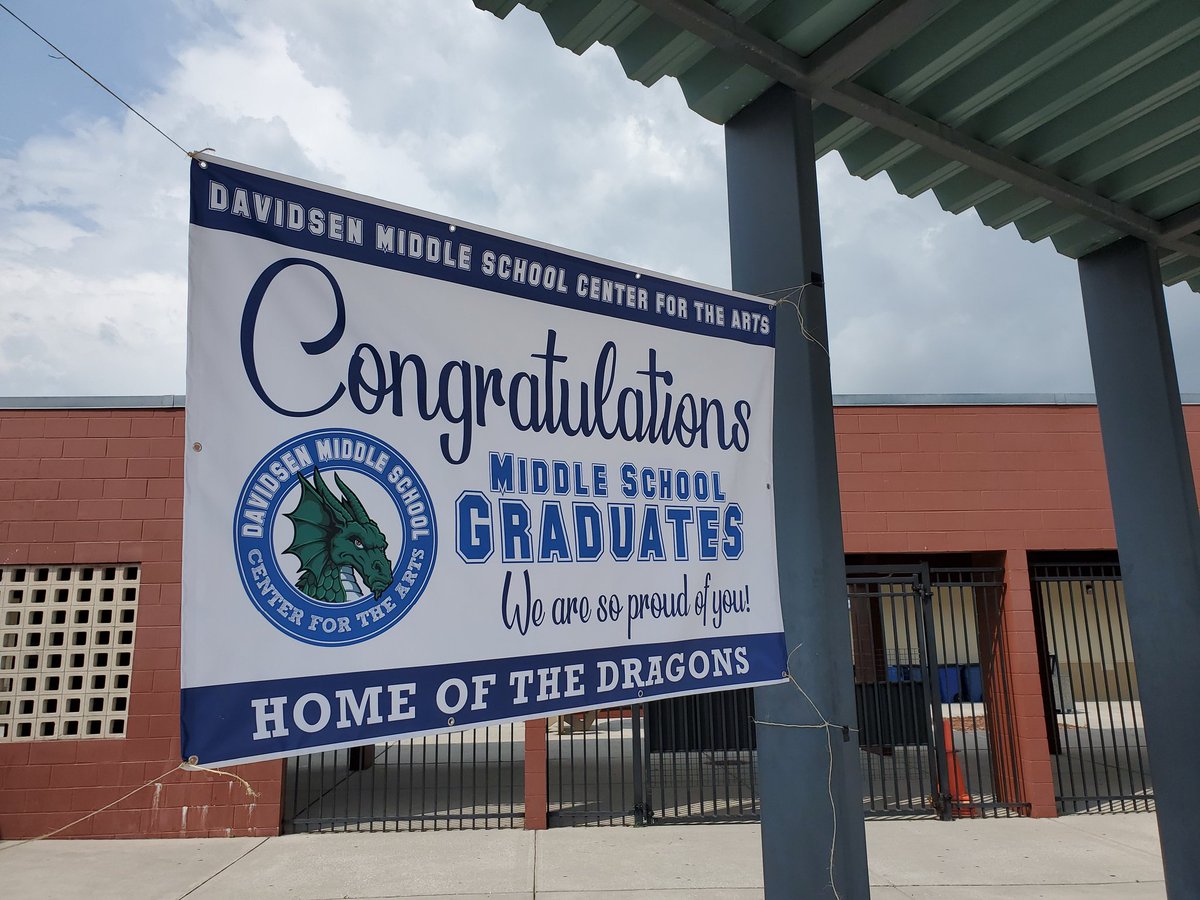 DAVIDSEN MIDDLE SCHOOL CENTER FOR THE ARTS
Congratulations
DAVIDSEN MIDDLE SCHOOL
CENTER FOR THE ARTS
MIDDLE SCHOOL
GRADUATES
We are so proud of you!
HOME OF THE DRAGONS